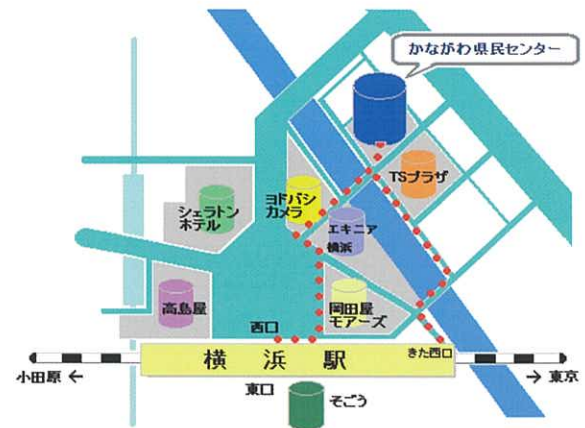 かながわ県民センター
TSプラザ
ヨドバシ
カメラ
シェラトン
ホテル
エキニア
横浜
高島屋
岡田屋
モアーズ
西口
きた西口
横浜駅
小田原 ←
→ 東京
東口
そごう